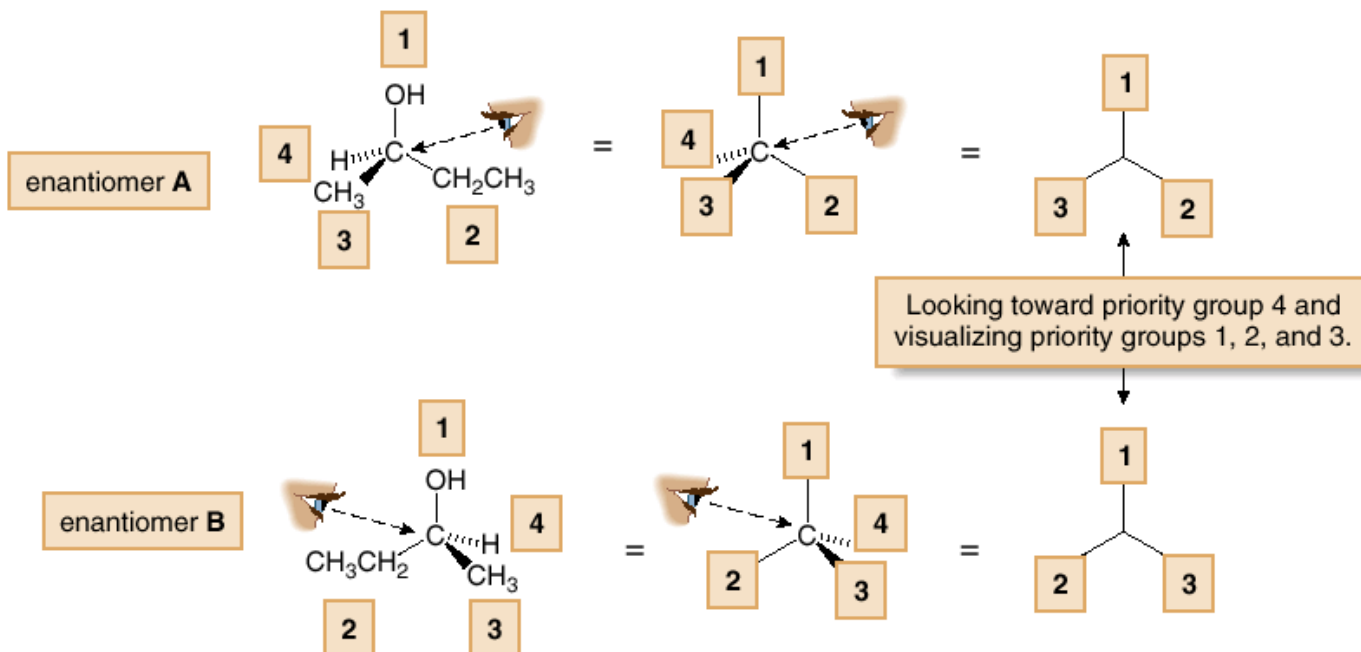 1
OH
4
H
C
CH₃
CH₂CH₃
3
2
enantiomer A
=
1
4
C
3
2
=
1
3
2
Looking toward priority group 4 and
visualizing priority groups 1, 2, and 3.
enantiomer B
1
OH
4
C
H
CH₃CH₂
CH₃
2
3
=
1
4
C
2
3
=
1
2
3